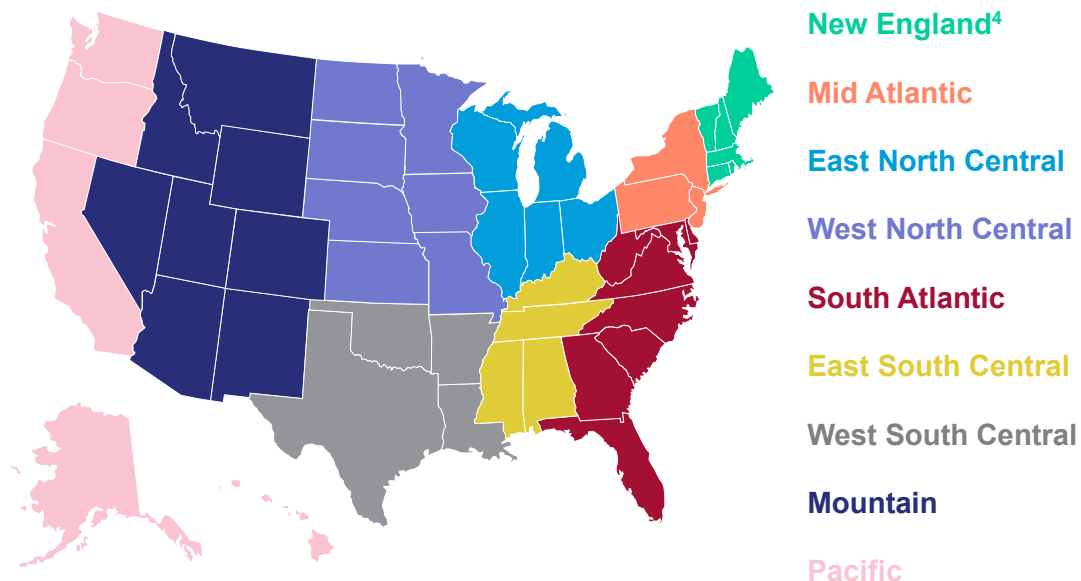 New England⁴
Mid Atlantic
East North Central
West North Central
South Atlantic
East South Central
West South Central
Mountain
Pacific